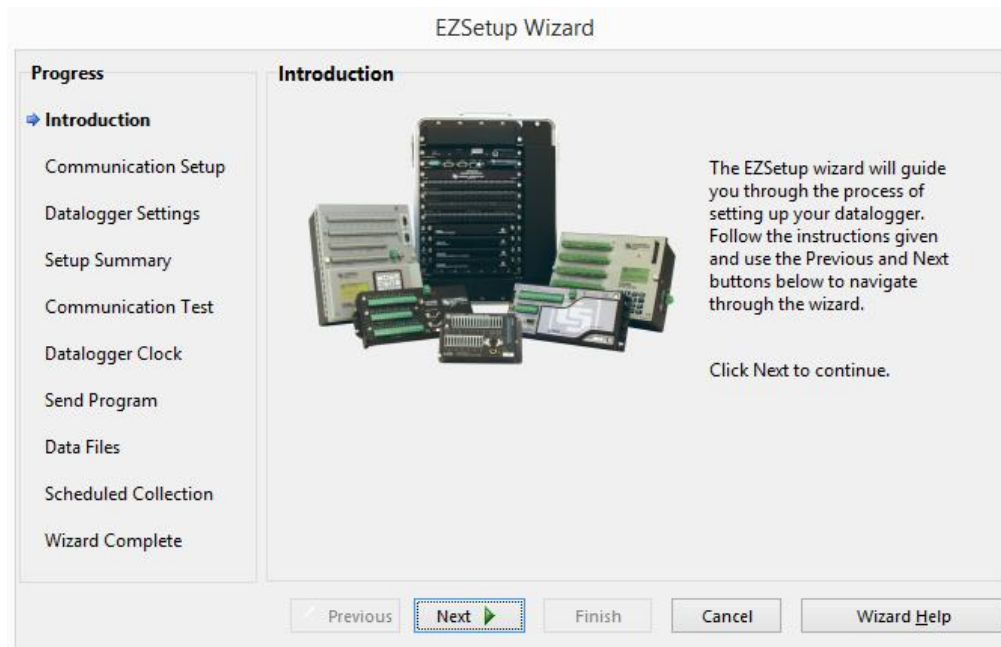 EZSetup Wizard
Progress
Introduction
Communication Setup
Datalogger Settings
Setup Summary
Communication Test
Datalogger Clock
Send Program
Data Files
Scheduled Collection
Wizard Complete
Introduction
The EZSetup wizard will guide
you through the process of
setting up your datalogger.
Follow the instructions given
and use the Previous and Next
buttons below to navigate
through the wizard.
Click Next to continue.
Previous
Next
Finish
Cancel
Wizard Help